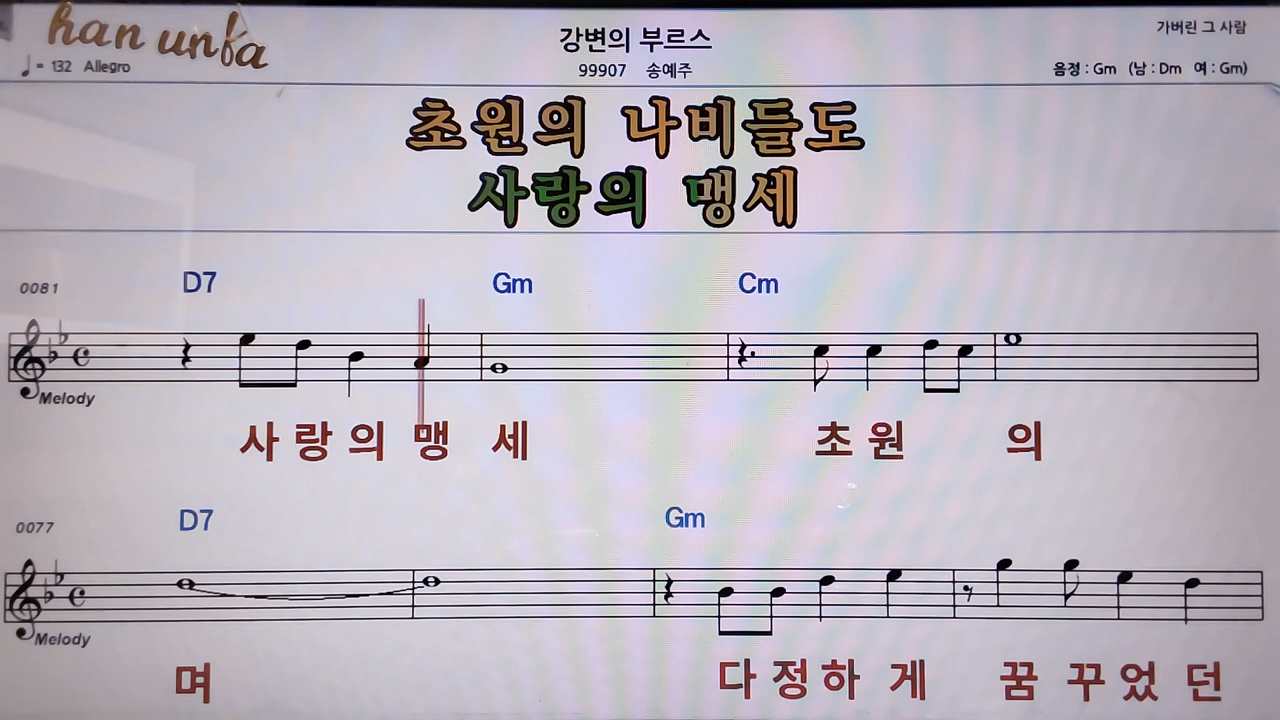 han unfa
강변의 부르스
가버린 그 사람
♩= 132 Allegro
99907 송예주
음정 : Gm (남 : Dm 여 : Gm)
초원의 나비들도
사랑의 맹세
0081 D7 Gm Cm
Melody
사 랑 의 맹 세 초 원 의
0077 D7 Gm
Melody
며 다 정 하 게 꿈 꾸 었 던